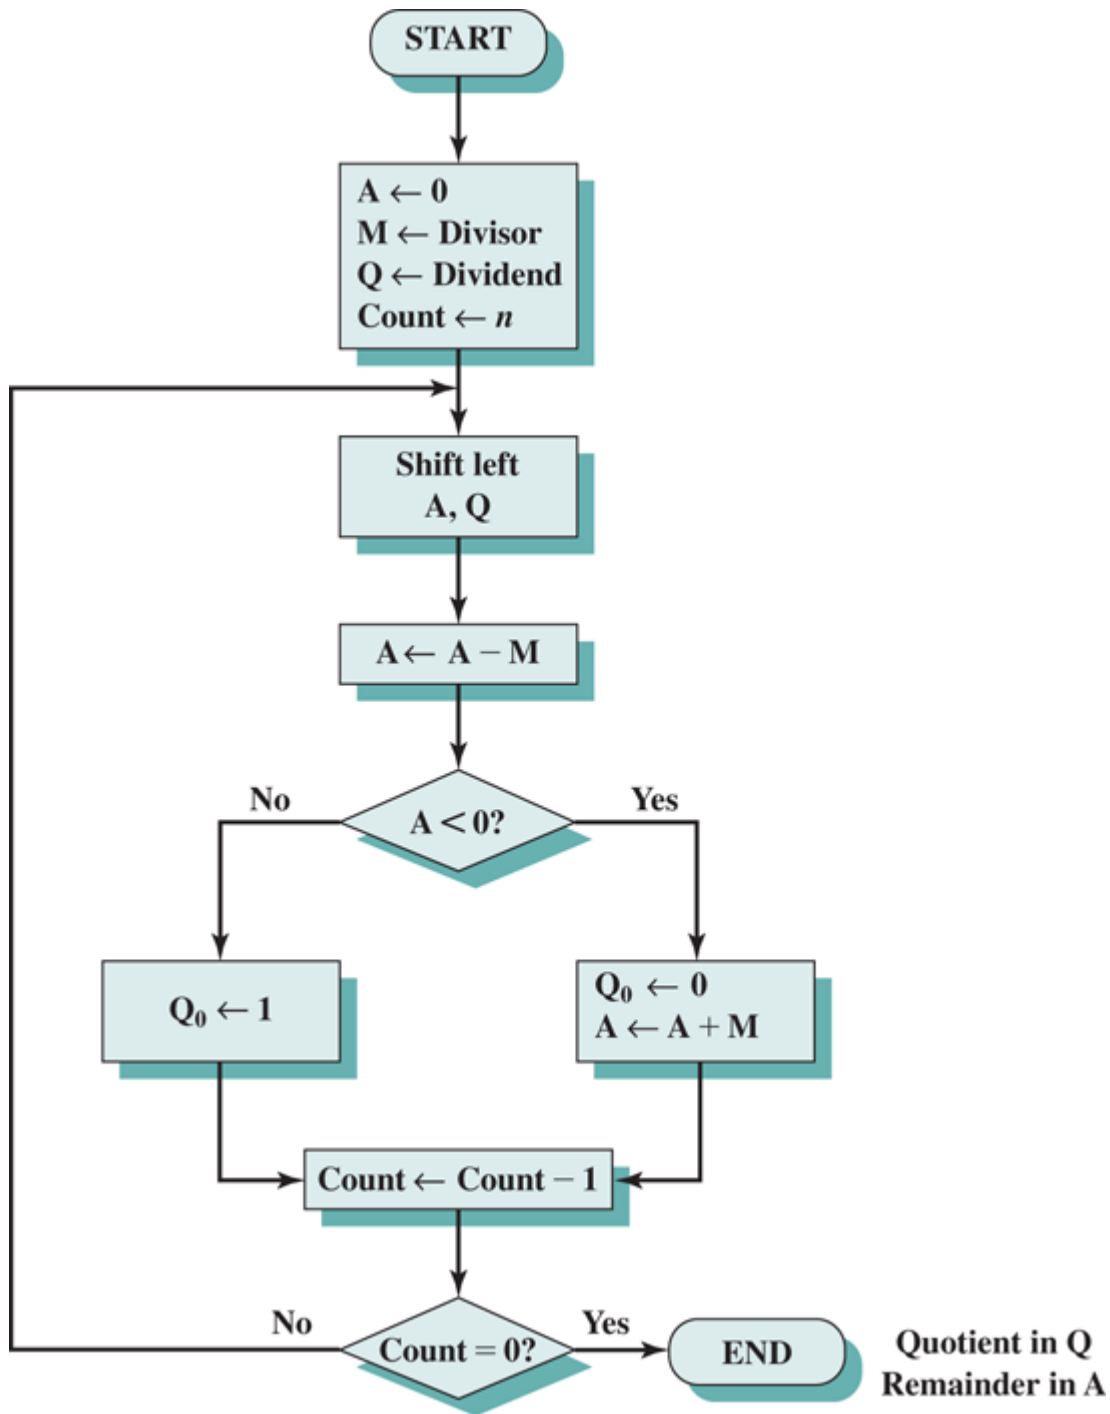 START
A ← 0
M ← Divisor
Q ← Dividend
Count ← n
Shift left
A, Q
A ← A − M
No
Yes
A < 0?
Q₀ ← 1
Q₀ ← 0
A ← A + M
Count ← Count − 1
No
Yes
Count = 0?
END
Quotient in Q
Remainder in A